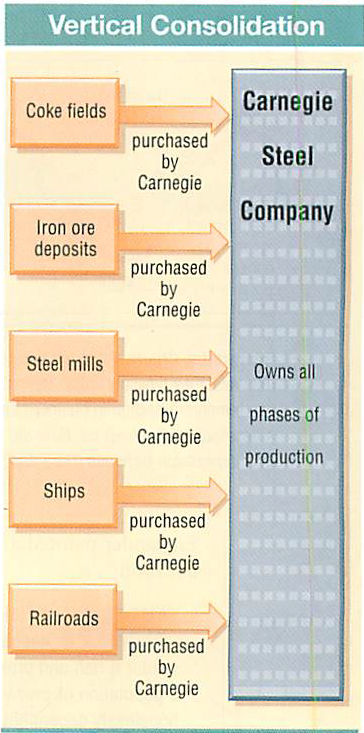 Vertical Consolidation
Coke fields
purchased
by
Carnegie
Iron ore
deposits
purchased
by
Carnegie
Steel mills
purchased
by
Carnegie
Ships
purchased
by
Carnegie
Railroads
purchased
by
Carnegie
Carnegie
Steel
Company
Owns all
phases of
production